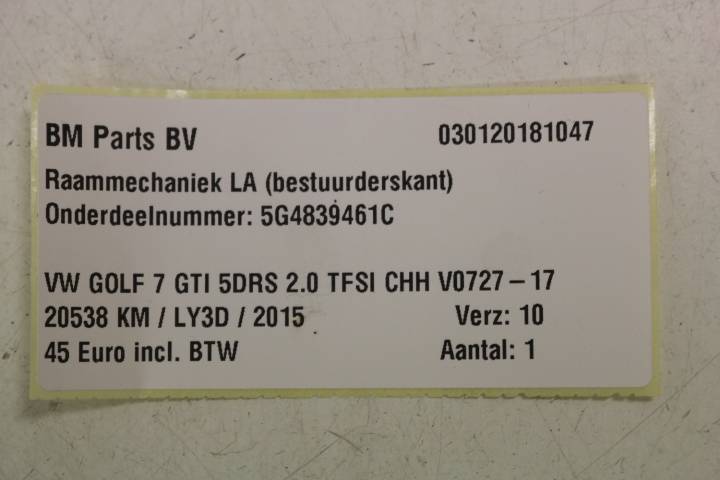 BM Parts BV 030120181047
Raammechaniek LA (bestuurderskant)
Onderdeelnummer: 5G4839461C
VW GOLF 7 GTI 5DRS 2.0 TFSI CHH V0727-17
20538 KM / LY3D / 2015 Verz: 10
45 Euro incl. BTW Aantal: 1